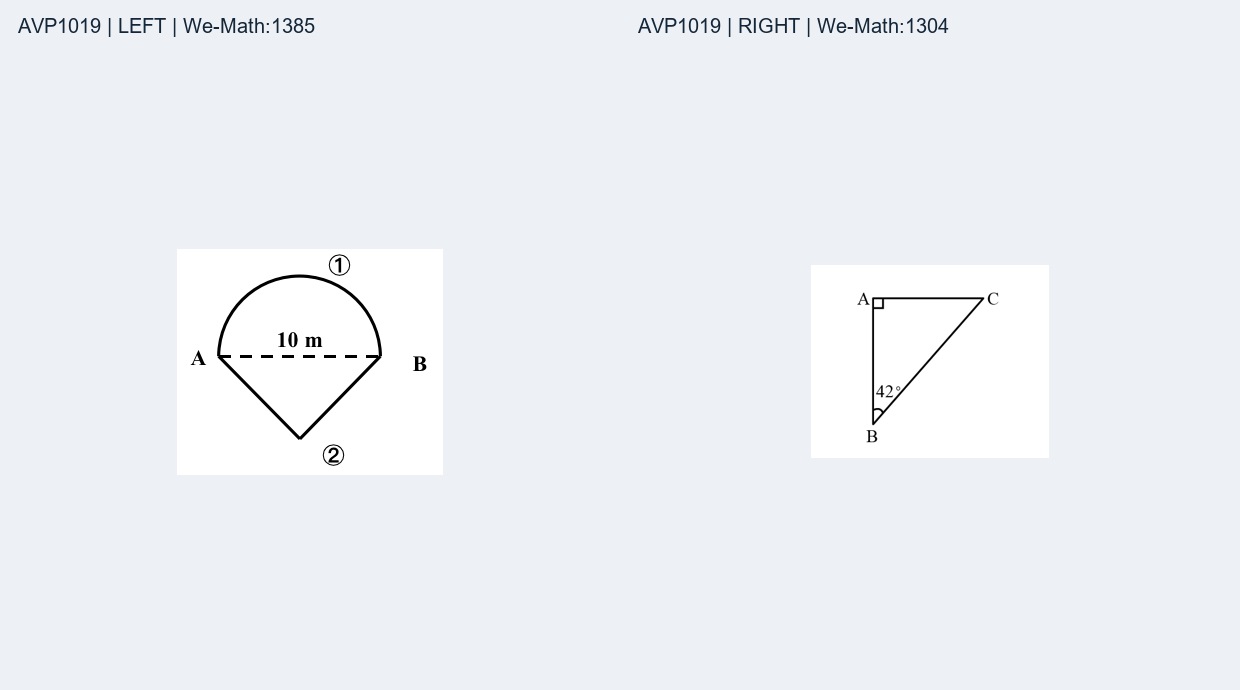 AVP1019 | LEFT | We-Math:1385
①
10 m
A
B
②
AVP1019 | RIGHT | We-Math:1304
A
C
42°
B